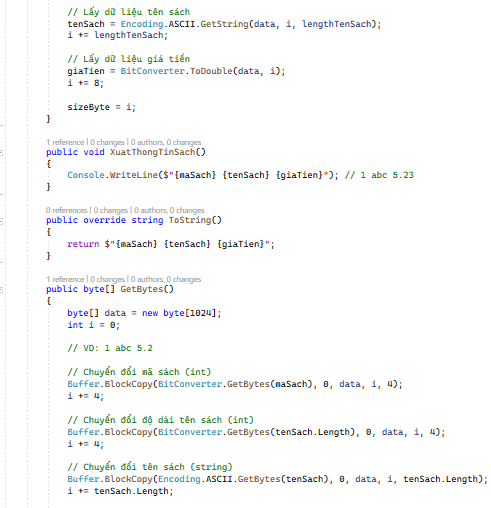 // Lấy dữ liệu tên sách
tenSach = Encoding.ASCII.GetString(data, i, lengthTenSach);
i += lengthTenSach;
// Lấy dữ liệu giá tiền
giaTien = BitConverter.ToDouble(data, i);
i += 8;
sizeByte = i;
}
1 reference | 0 changes | 0 authors, 0 changes
public void XuatThongTinSach()
{
Console.WriteLine($"{maSach} {tenSach} {giaTien}"); // 1 abc 5.23
}
0 references | 0 changes | 0 authors, 0 changes
public override string ToString()
{
return $"{maSach} {tenSach} {giaTien}";
}
1 reference | 0 changes | 0 authors, 0 changes
public byte[] GetBytes()
{
byte[] data = new byte[1024];
int i = 0;
// VD: 1 abc 5.2
// Chuyển đổi mã sách (int)
Buffer.BlockCopy(BitConverter.GetBytes(maSach), 0, data, i, 4);
i += 4;
// Chuyển đổi độ dài tên sách (int)
Buffer.BlockCopy(BitConverter.GetBytes(tenSach.Length), 0, data, i, 4);
i += 4;
// Chuyển đổi tên sách (string)
Buffer.BlockCopy(Encoding.ASCII.GetBytes(tenSach), 0, data, i, tenSach.Length);
i += tenSach.Length;